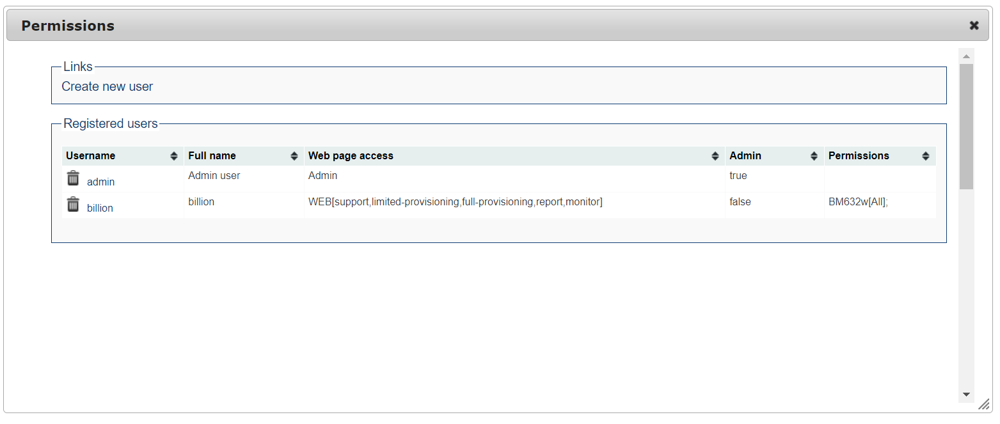 Permissions
Links
Create new user
Registered users
Username Full name Web page access Admin Permissions
admin Admin user Admin true
billion billion WEB[support,limited-provisioning,full-provisioning,report,monitor] false BM632w[All];